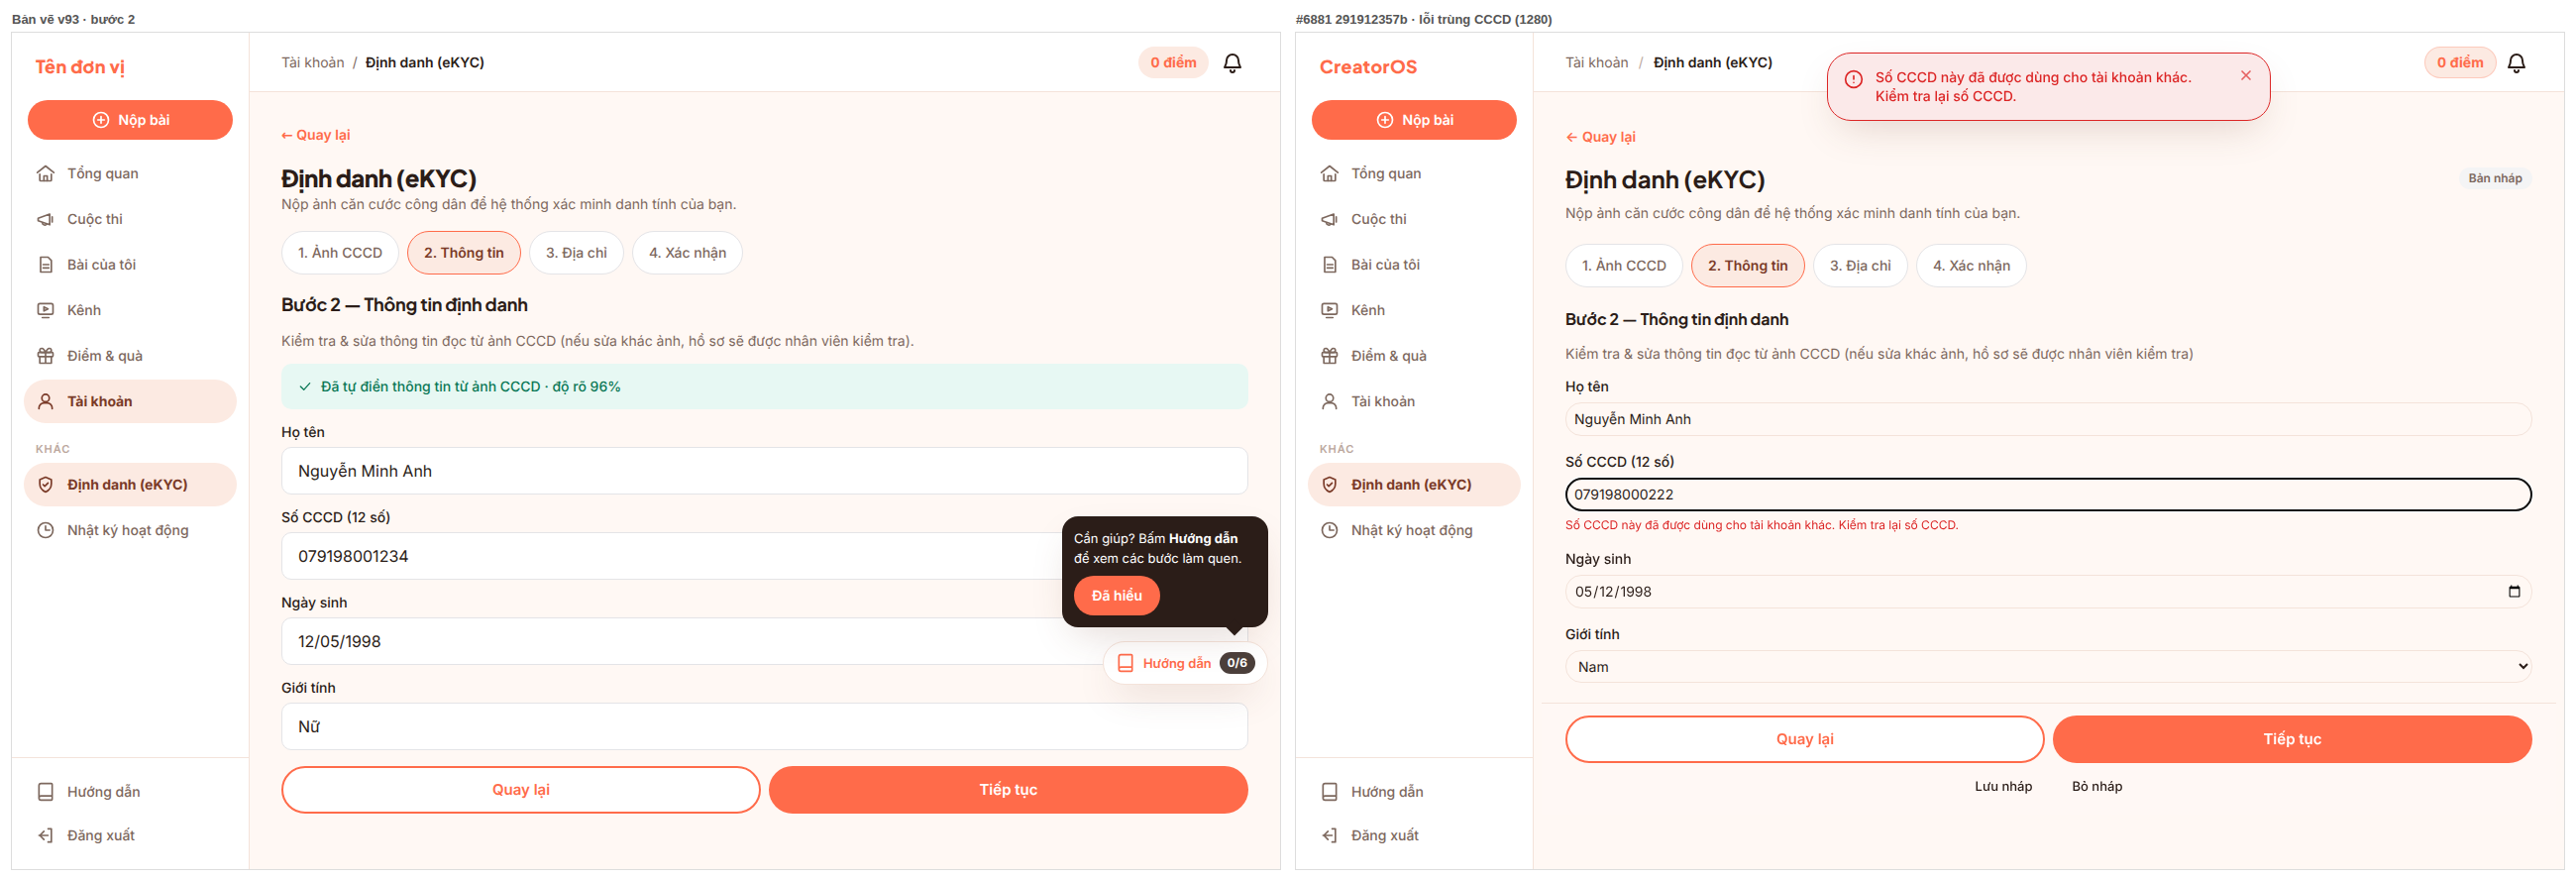 Bản vẽ v93 · bước 2
Tên đơn vị
Nộp bài
Tổng quan
Cuộc thi
Bài của tôi
Kênh
Điểm & quà
Tài khoản
KHÁC
Định danh (eKYC)
Nhật ký hoạt động
Hướng dẫn
Đăng xuất
Tài khoản / Định danh (eKYC)
0 điểm
← Quay lại
Định danh (eKYC)
Nộp ảnh căn cước công dân để hệ thống xác minh danh tính của bạn.
1. Ảnh CCCD
2. Thông tin
3. Địa chỉ
4. Xác nhận
Bước 2 — Thông tin định danh
Kiểm tra & sửa thông tin đọc từ ảnh CCCD (nếu sửa khác ảnh, hồ sơ sẽ được nhân viên kiểm tra).
Đã tự điền thông tin từ ảnh CCCD · độ rõ 96%
Họ tên
Nguyễn Minh Anh
Số CCCD (12 số)
079198001234
Ngày sinh
12/05/1998
Giới tính
Nữ
Cần giúp? Bấm Hướng dẫn
để xem các bước làm quen.
Đã hiểu
Hướng dẫn 0/6
Quay lại
Tiếp tục
#6881 291912357b · lỗi trùng CCCD (1280)
CreatorOS
Nộp bài
Tổng quan
Cuộc thi
Bài của tôi
Kênh
Điểm & quà
Tài khoản
KHÁC
Định danh (eKYC)
Nhật ký hoạt động
Hướng dẫn
Đăng xuất
Tài khoản / Định danh (eKYC)
Số CCCD này đã được dùng cho tài khoản khác.
Kiểm tra lại số CCCD.
0 điểm
← Quay lại
Định danh (eKYC)
Bản nháp
Nộp ảnh căn cước công dân để hệ thống xác minh danh tính của bạn.
1. Ảnh CCCD
2. Thông tin
3. Địa chỉ
4. Xác nhận
Bước 2 — Thông tin định danh
Kiểm tra & sửa thông tin đọc từ ảnh CCCD (nếu sửa khác ảnh, hồ sơ sẽ được nhân viên kiểm tra)
Họ tên
Nguyễn Minh Anh
Số CCCD (12 số)
079198000222
Số CCCD này đã được dùng cho tài khoản khác. Kiểm tra lại số CCCD.
Ngày sinh
05/12/1998
Giới tính
Nam
Quay lại
Tiếp tục
Lưu nháp
Bỏ nháp